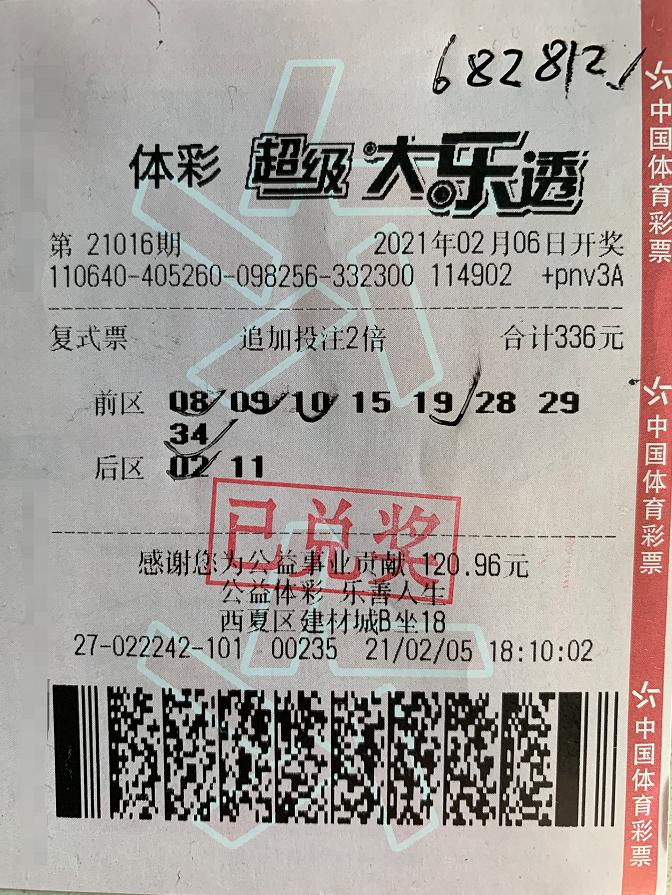 6828121
体彩 超级大乐透
第 21016期 2021年02月06日开奖
110640-405260-098256-332300 114902 +pnv3A
复式票 追加投注2倍 合计336元
前区 08 09 10 15 19 28 29
34
后区 02 11
已兑奖
感谢您为公益事业贡献 120.96元
公益体彩 乐善人生
西夏区建材城B坐18
27-022242-101 00235 21/02/05 18:10:02
中国体育彩票
中国体育彩票
中国体育彩票